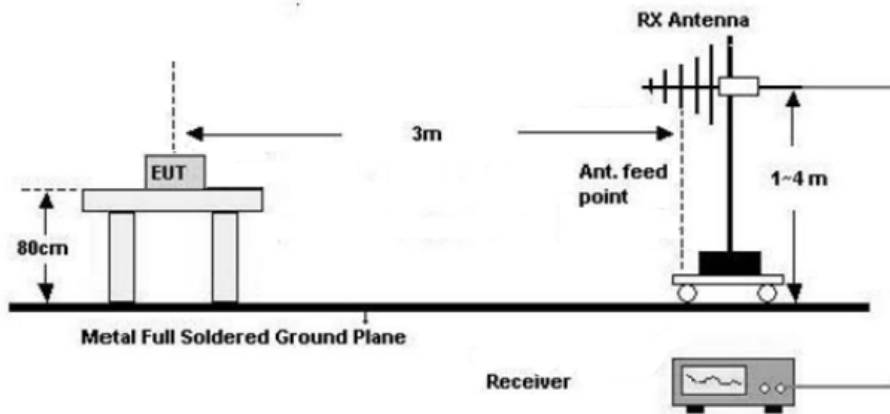 RX Antenna
3m
EUT
Ant. feed
point
1~4 m
80cm
Metal Full Soldered Ground Plane
Receiver